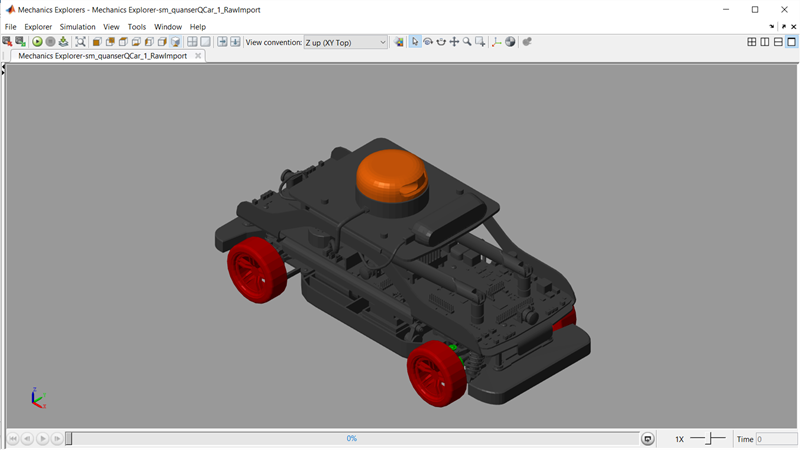 Mechanics Explorers - Mechanics Explorer-sm_quanserQCar_1_RawImport
File Explorer Simulation View Tools Window Help
View convention: Z up (XY Top)
Mechanics Explorer-sm_quanserQCar_1_RawImport
Z
Y
X
0% 1X Time 0